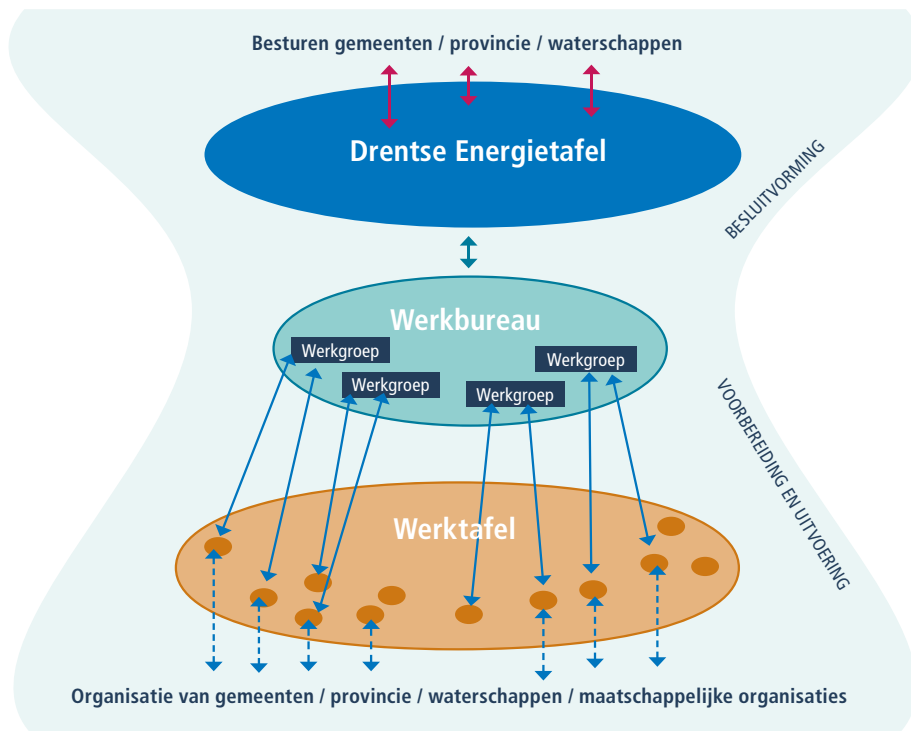 Besturen gemeenten / provincie / waterschappen
Drentse Energietafel
BESLUITVORMING
Werkbureau
Werkgroep
Werkgroep
Werkgroep
Werkgroep
VOORBEREIDING EN UITVOERING
Werktafel
Organisatie van gemeenten / provincie / waterschappen / maatschappelijke organisaties